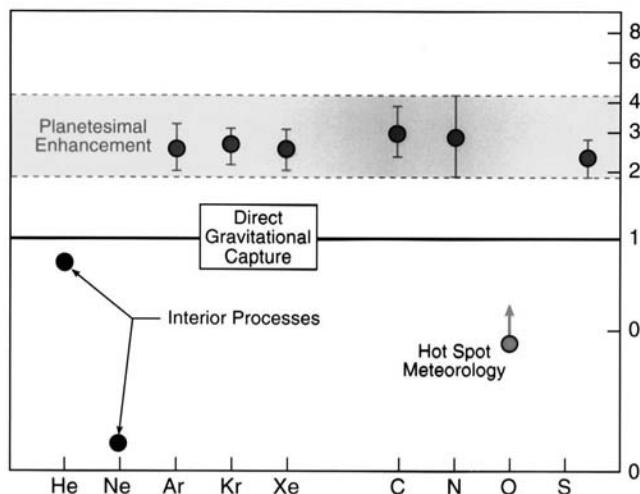 8
6
4
3
2
1
0
0
Planetesimal
Enhancement
Direct
Gravitational
Capture
Interior Processes
Hot Spot
Meteorology
He Ne Ar Kr Xe C N O S